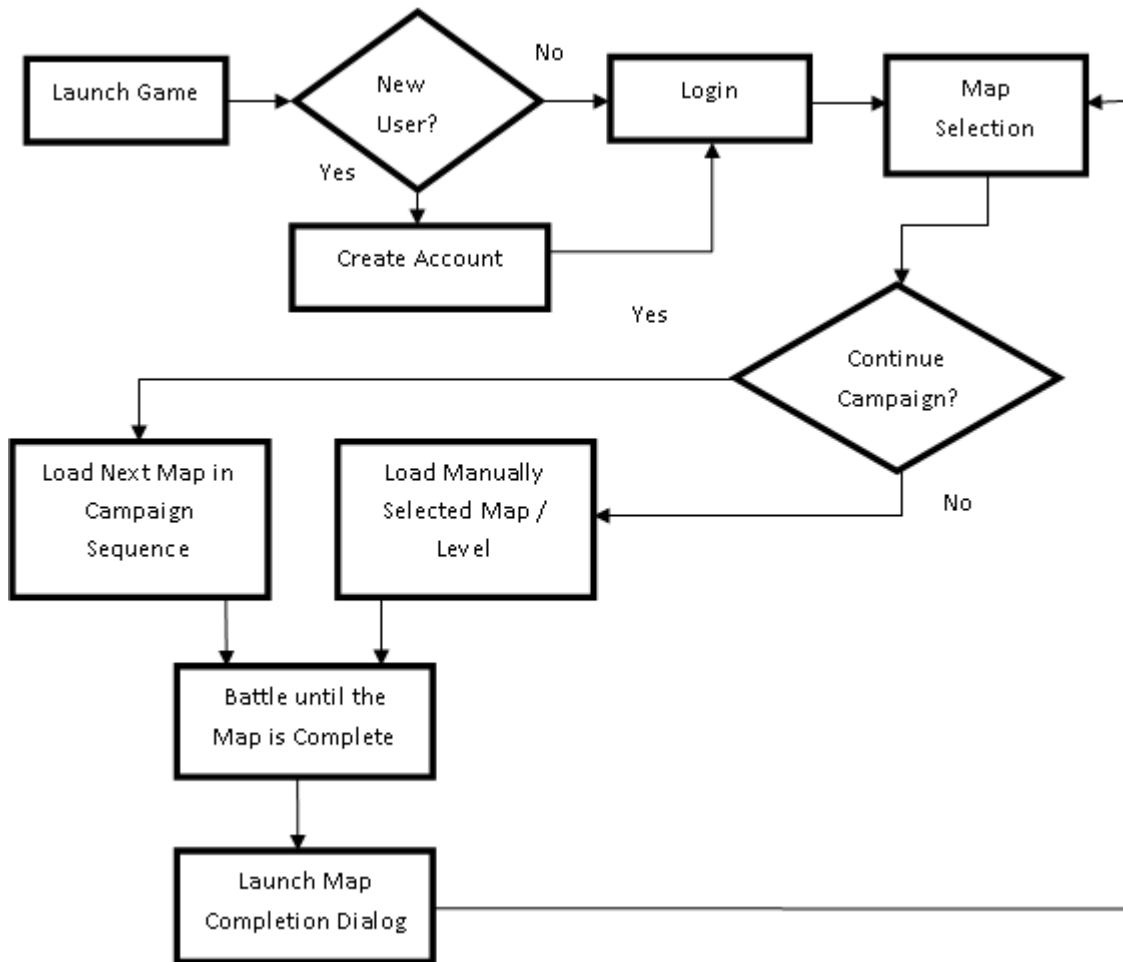 Launch Game
New
User?
No
Login
Map
Selection
Yes
Create Account
Yes
Continue
Campaign?
Load Next Map in
Campaign
Sequence
Load Manually
Selected Map /
Level
No
Battle until the
Map is Complete
Launch Map
Completion Dialog